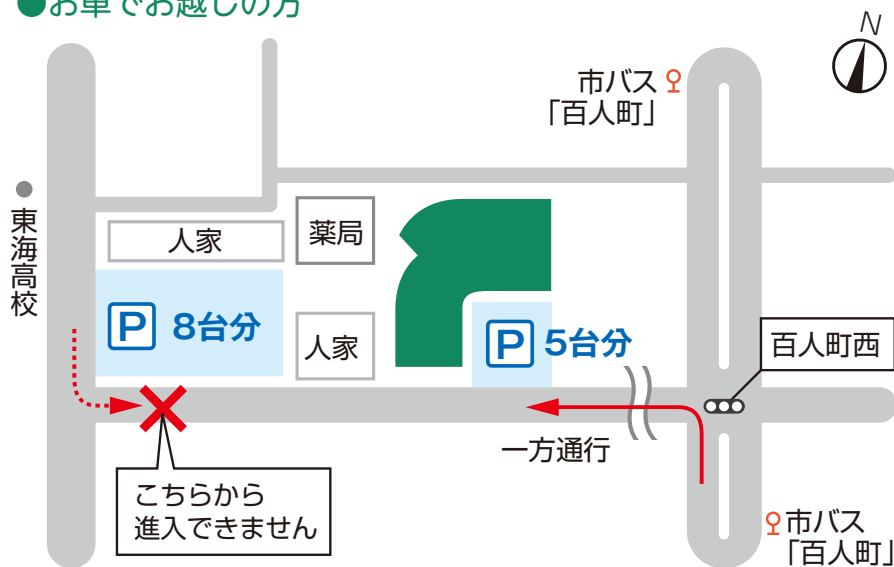 ●お車でお越しの方
N
市バス
「百人町」
東海高校
人家
薬局
P 8台分
人家
P 5台分
百人町西
一方通行
こちらから
進入できません
市バス
「百人町」